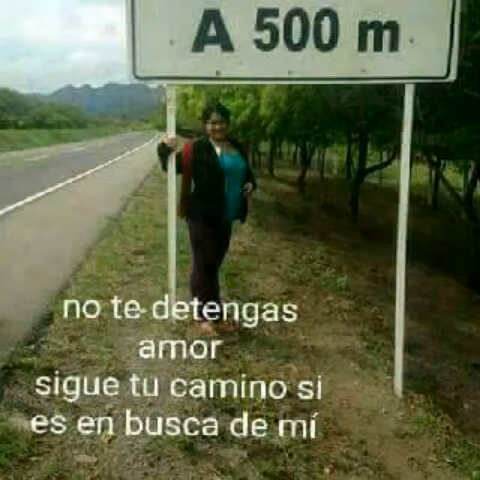 A 500 m
no te detengas
amor
sigue tu camino si
es en busca de mí